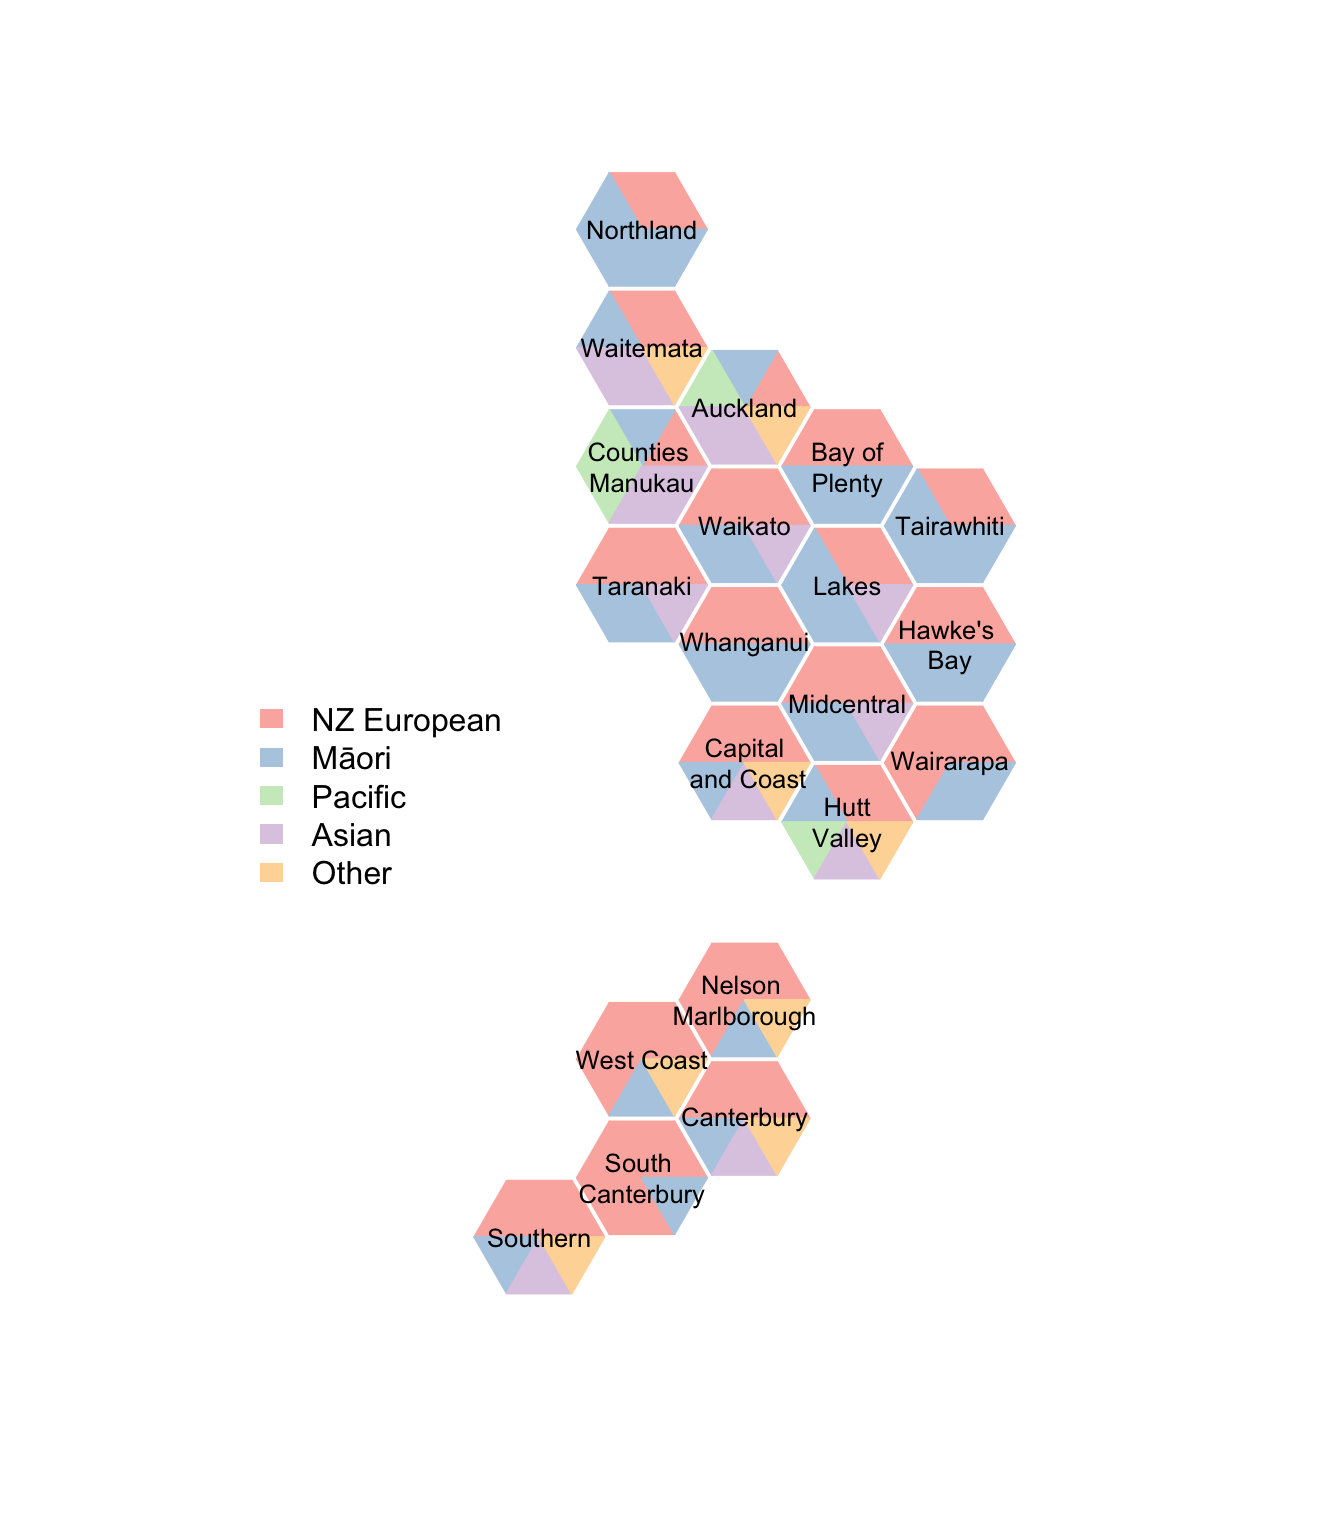 Northland
Waitemata
Auckland
Counties
Manukau
Bay of
Plenty
Waikato
Tairawhiti
Taranaki
Lakes
Whanganui
Hawke's
Bay
Midcentral
Capital
and Coast
Wairarapa
Hutt
Valley
NZ European
Māori
Pacific
Asian
Other
Nelson
Marlborough
West Coast
Canterbury
South
Canterbury
Southern